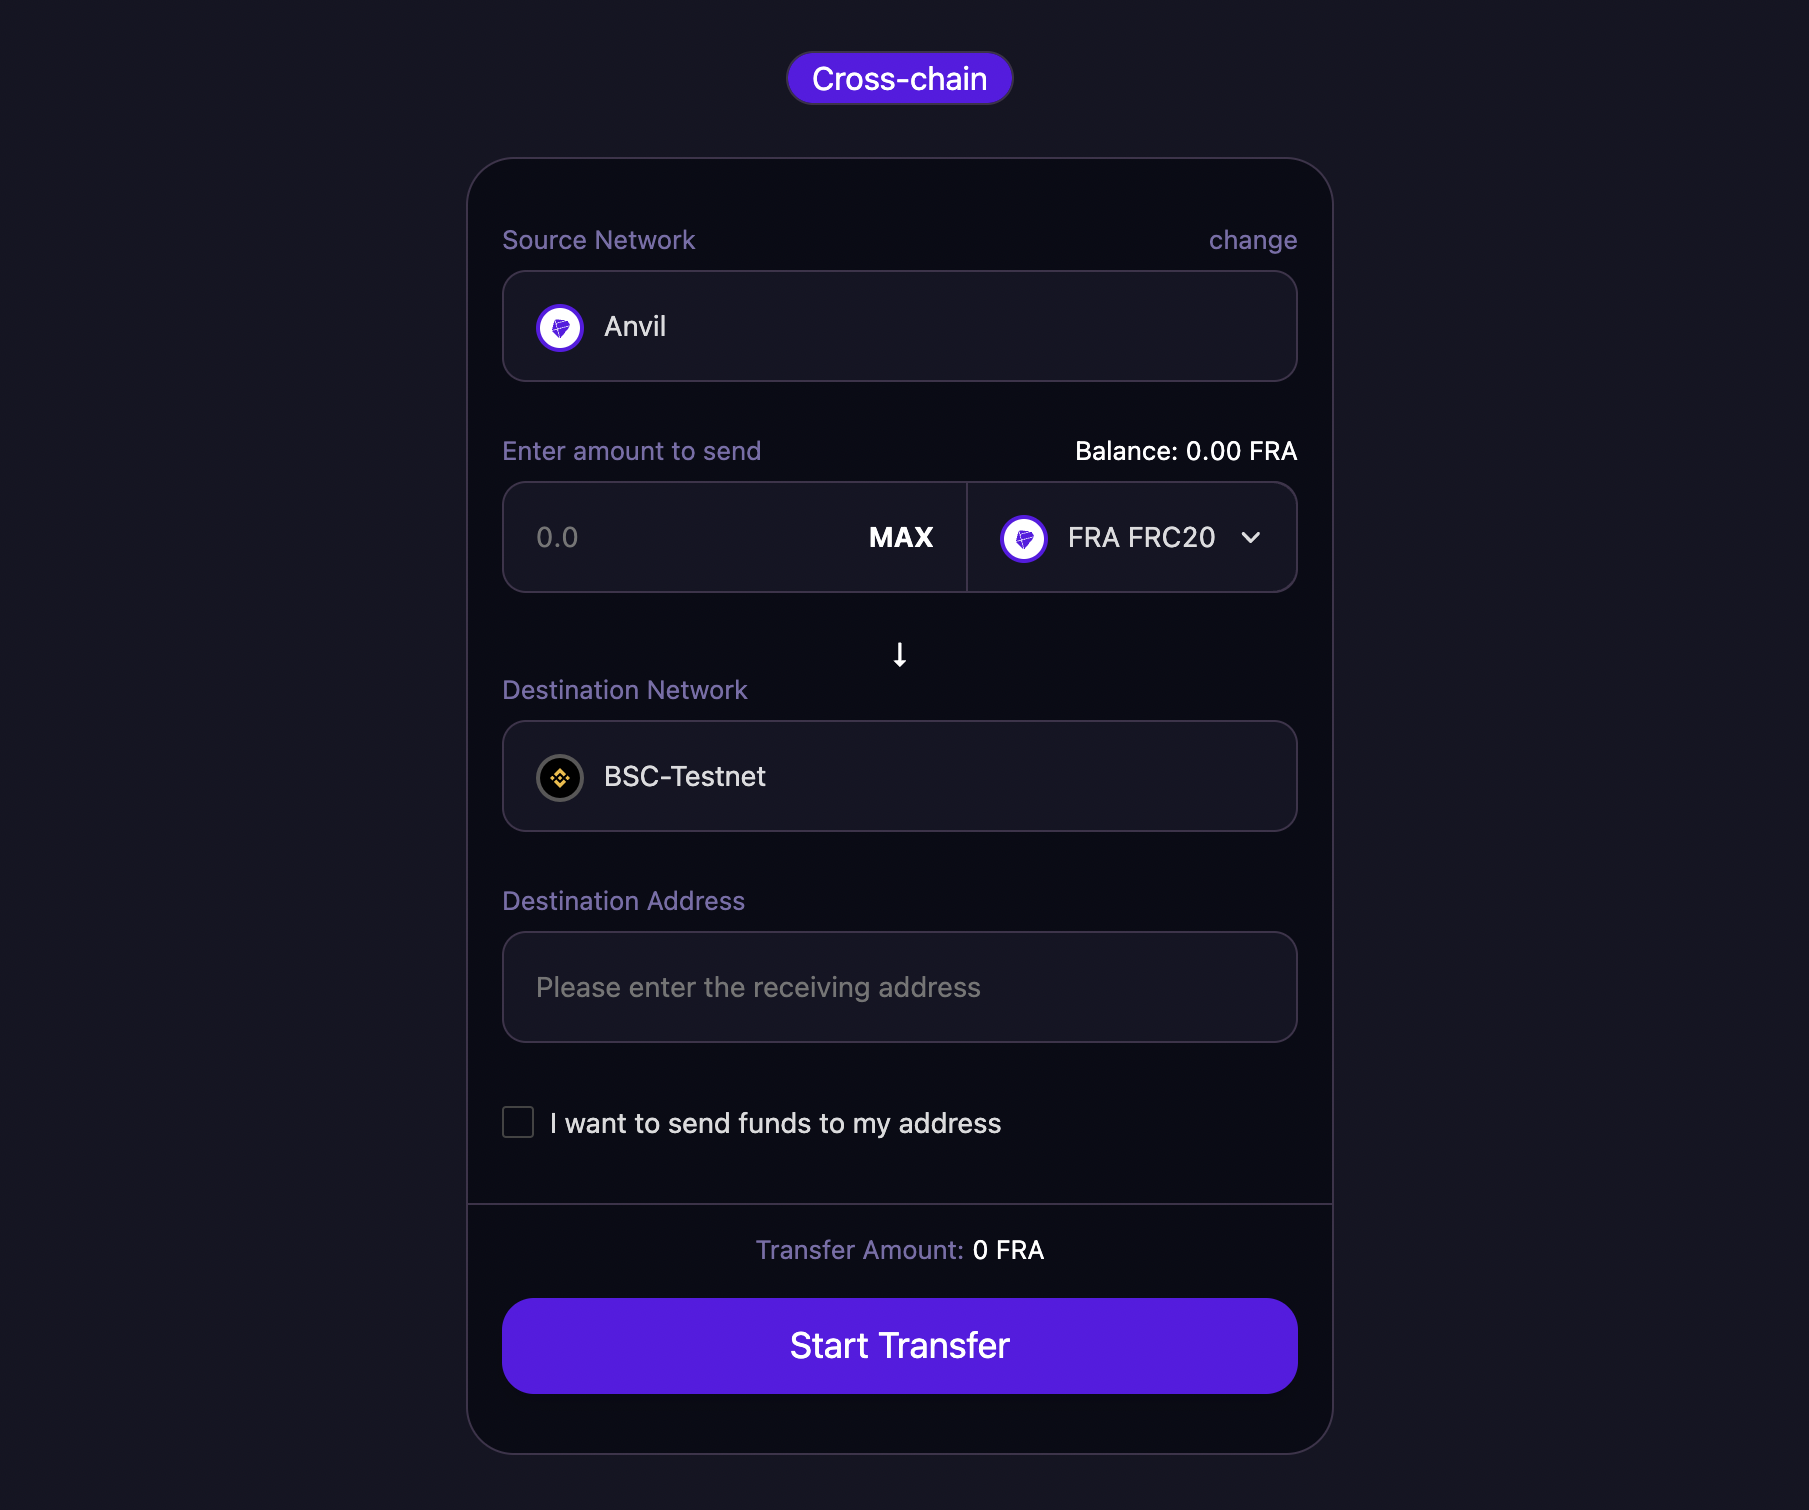 Cross-chain
Source Network change
Anvil
Enter amount to send Balance: 0.00 FRA
0.0 MAX FRA FRC20
↓
Destination Network
BSC-Testnet
Destination Address
Please enter the receiving address
I want to send funds to my address
Transfer Amount: 0 FRA
Start Transfer